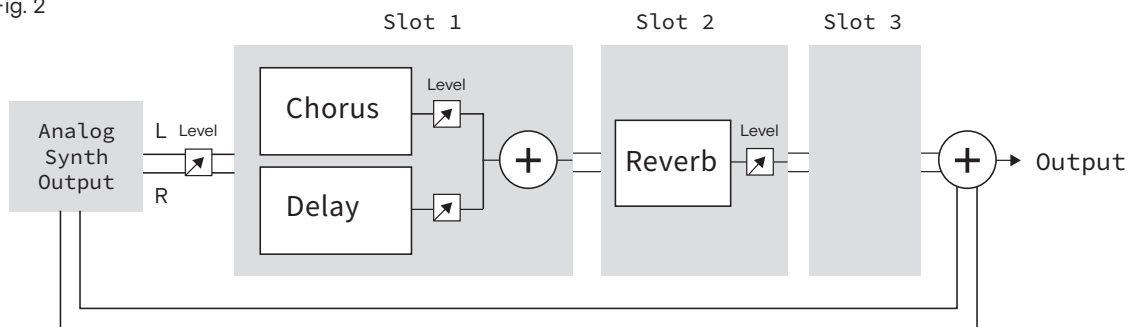 Fig. 2
Slot 1
Slot 2
Slot 3
Analog
Synth
Output
L
Level
R
Chorus
Level
Delay
+
Reverb
Level
+
Output